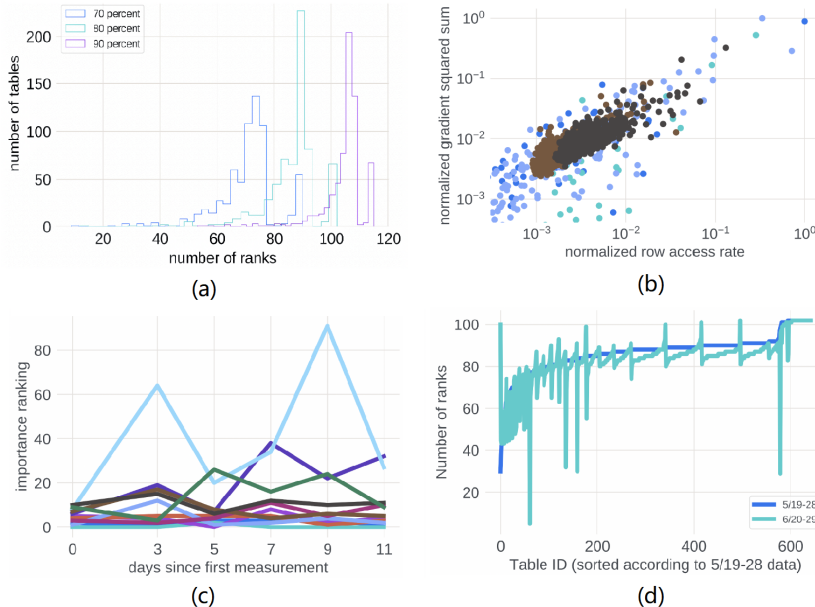 70 percent
80 percent
90 percent
number of tables
200
150
100
50
0
20 40 60 80 100 120
number of ranks
(a)
normalized gradient squared sum
10⁰
10⁻¹
10⁻²
10⁻³
10⁻³ 10⁻² 10⁻¹ 10⁰
normalized row access rate
(b)
importance ranking
80
60
40
20
0
0 3 5 7 9 11
days since first measurement
(c)
Number of ranks
100
80
60
40
20
5/19-28
6/20-29
0 200 400 600
Table ID (sorted according to 5/19-28 data)
(d)